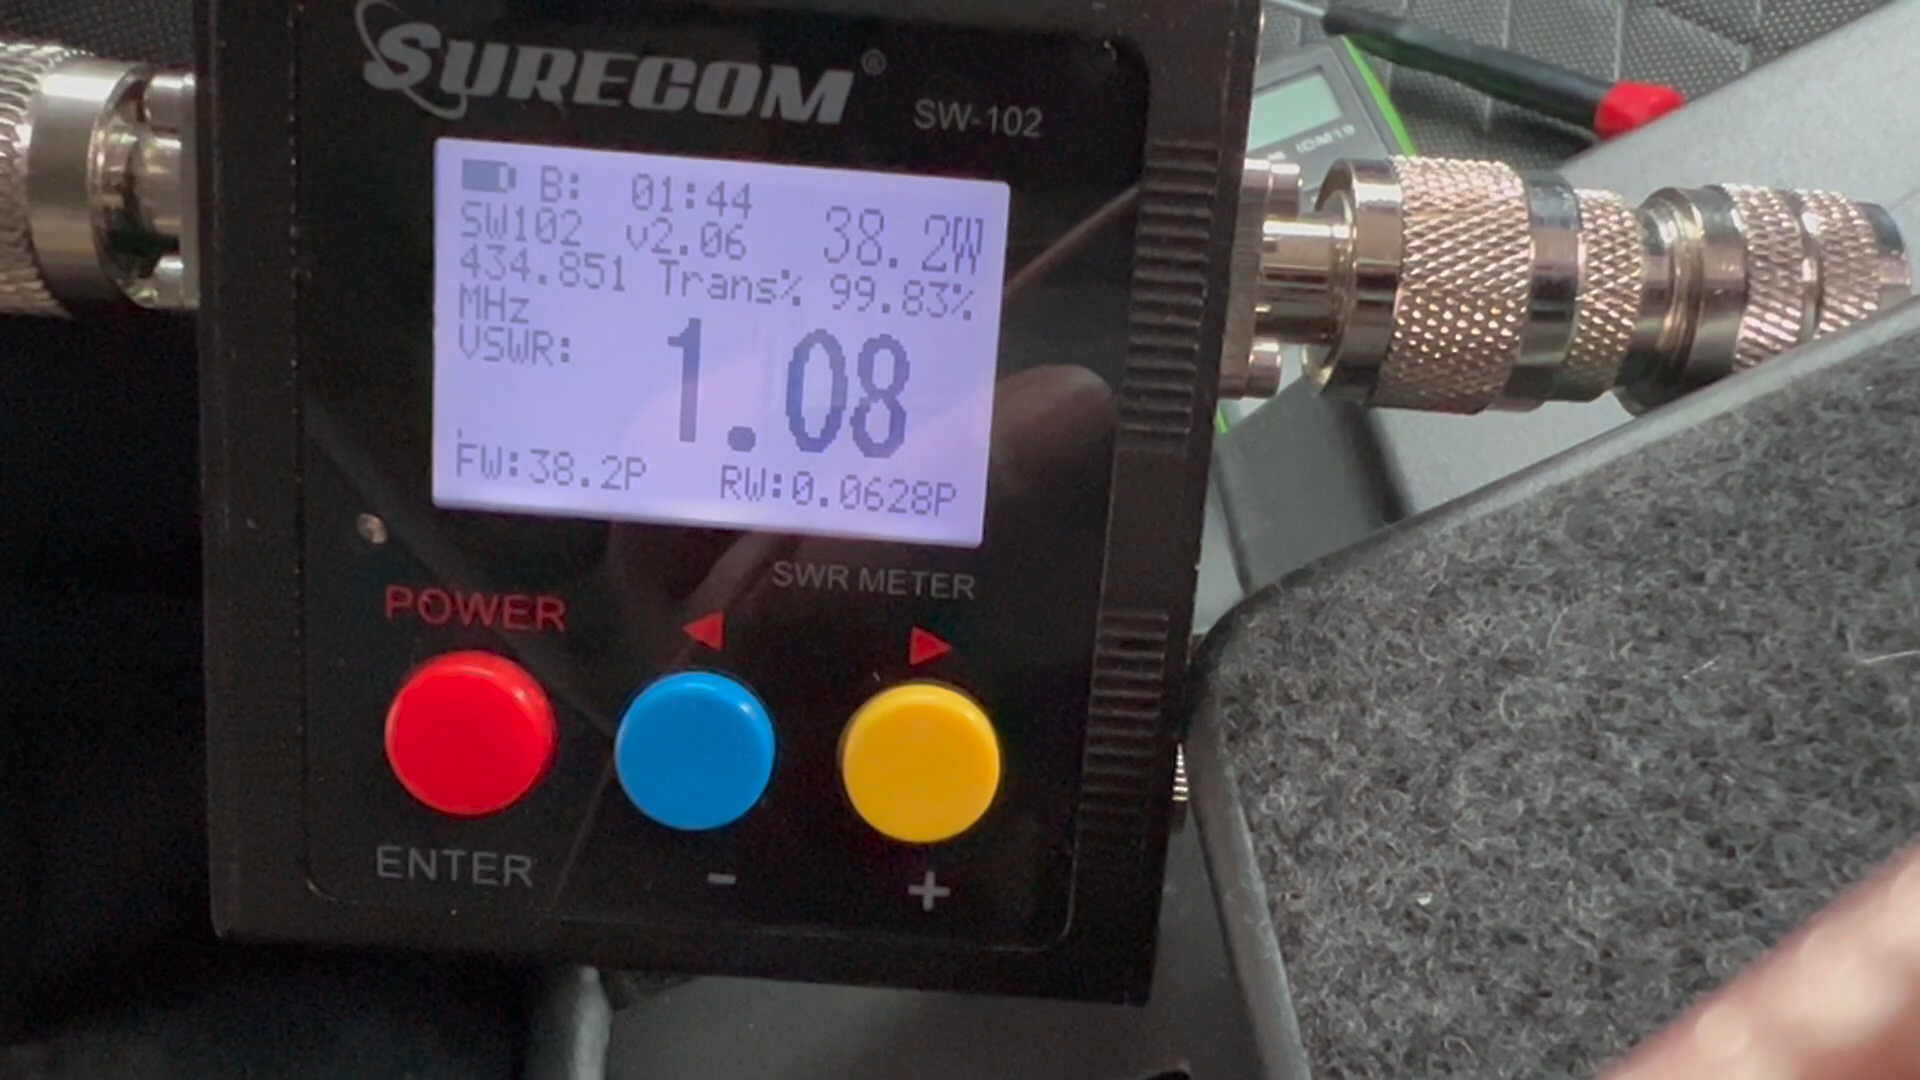 SURECOM®
SW-102
B: 01:44
SW102 v2.06 38.2W
434.851 Trans% 99.83%
MHz
VSWR: 1.08
FW:38.2P RW:0.0628P
SWR METER
POWER
ENTER - +